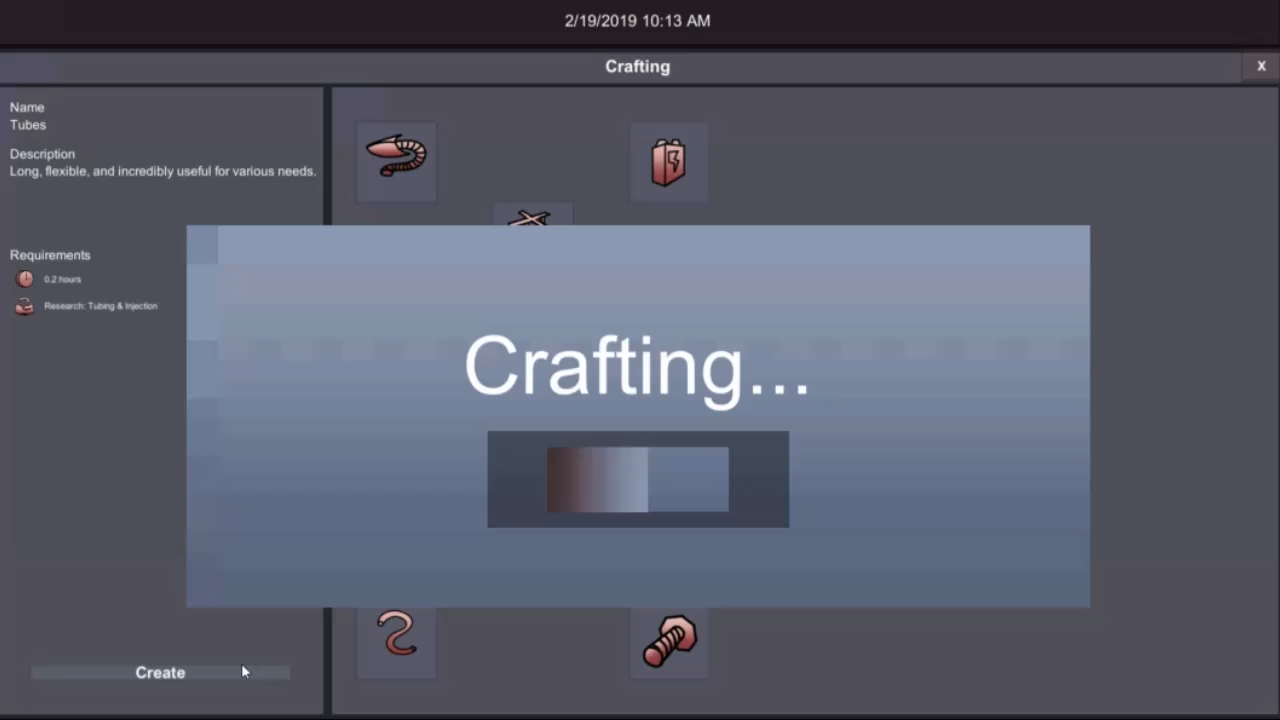 2/19/2019 10:13 AM
Crafting
X
Name
Tubes
Description
Long, flexible, and incredibly useful for various needs.
Requirements
0.2 hours
Research: Tubing & Injection
Crafting...
Create